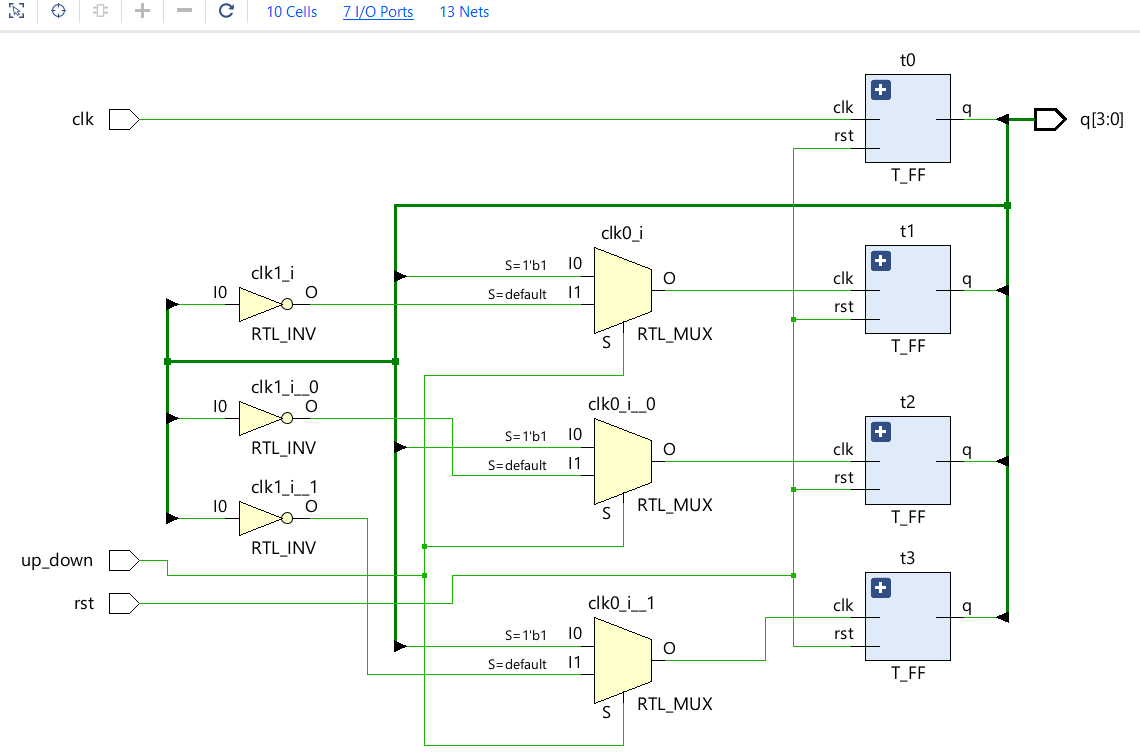 10 Cells 7 I/O Ports 13 Nets
t0
clk
clk
q
q[3:0]
rst
T_FF
clk0_i
t1
clk1_i
S=1'b1
I0
I0
O
S=default
I1
O
clk
q
rst
RTL_INV
S
RTL_MUX
T_FF
clk1_i__0
clk0_i__0
t2
I0
O
S=1'b1
I0
RTL_INV
S=default
I1
O
clk
q
rst
clk1_i__1
I0
O
S
RTL_MUX
T_FF
RTL_INV
up_down
t3
rst
clk0_i__1
clk
q
S=1'b1
I0
rst
S=default
I1
O
T_FF
S
RTL_MUX